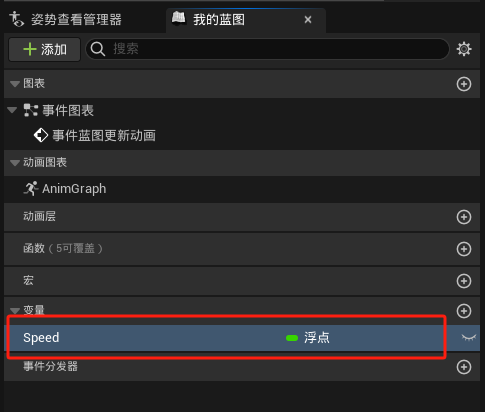 姿势查看管理器
我的蓝图
添加
搜索
图表
事件图表
事件蓝图更新动画
动画图表
AnimGraph
动画层
函数（5可覆盖）
宏
变量
Speed 浮点
事件分发器